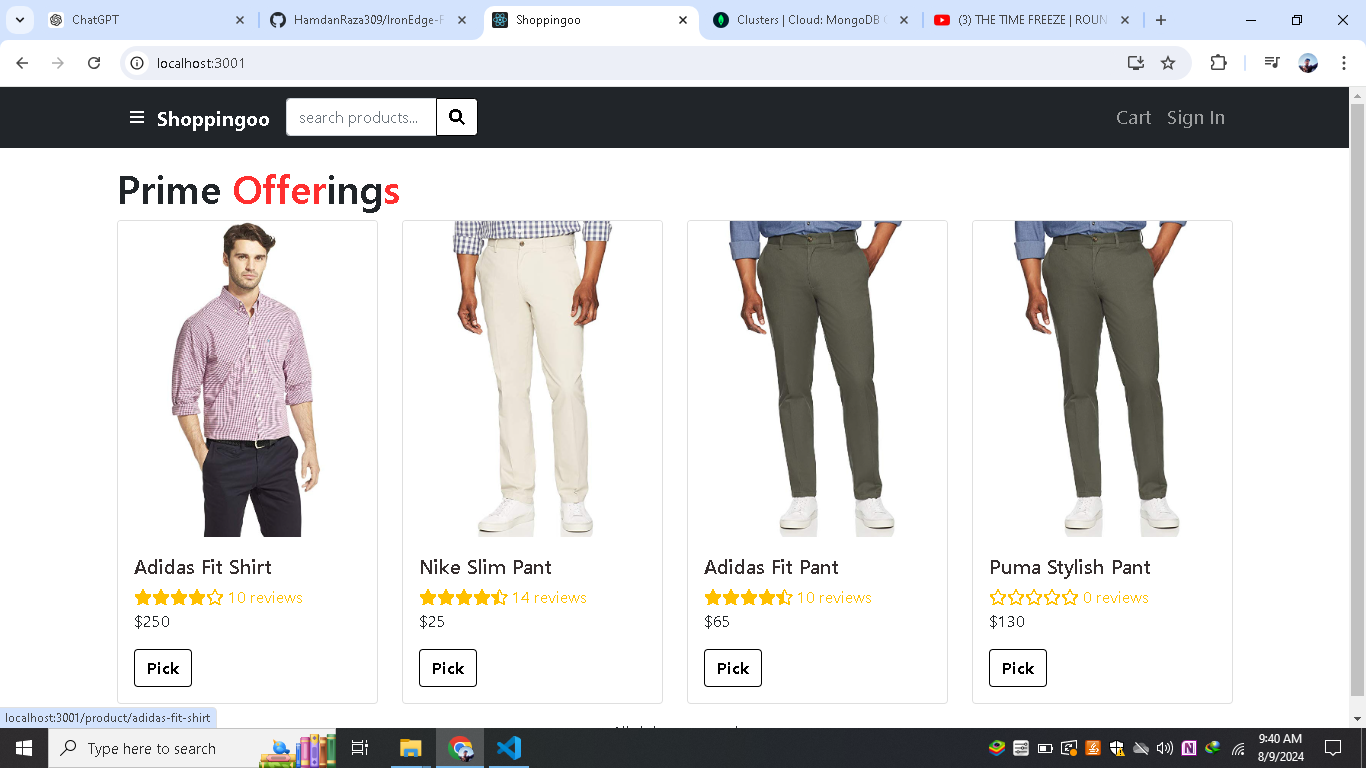 ChatGPT
HamdanRaza309/IronEdge-F
Shoppingoo
Clusters | Cloud: MongoDB
(3) THE TIME FREEZE | ROUN
localhost:3001
Shoppingoo
search products...
Cart
Sign In
Prime Offerings
Adidas Fit Shirt
10 reviews
$250
Pick
Nike Slim Pant
14 reviews
$25
Pick
Adidas Fit Pant
10 reviews
$65
Pick
Puma Stylish Pant
0 reviews
$130
Pick
localhost:3001/product/adidas-fit-shirt
Type here to search
9:40 AM
8/9/2024